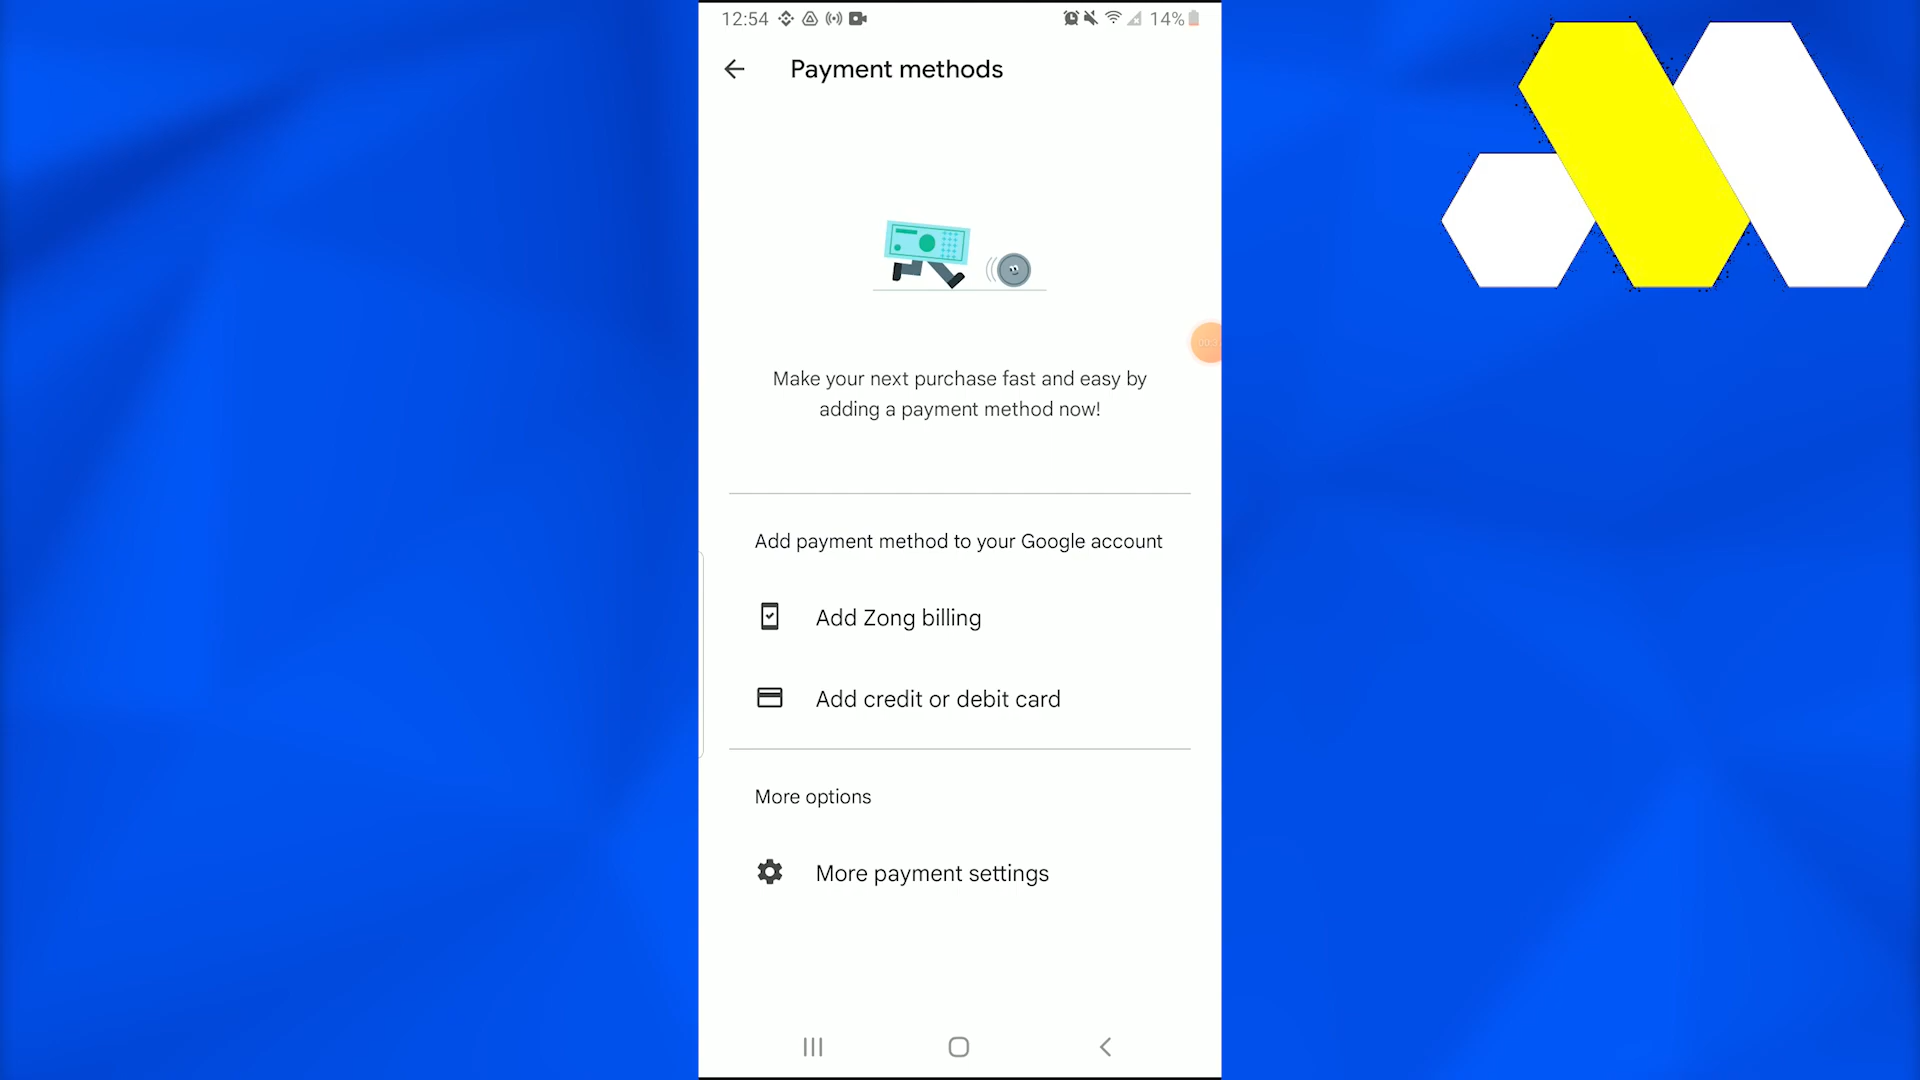 12:54
14%
Payment methods
Make your next purchase fast and easy by
adding a payment method now!
Add payment method to your Google account
Add Zong billing
Add credit or debit card
More options
More payment settings